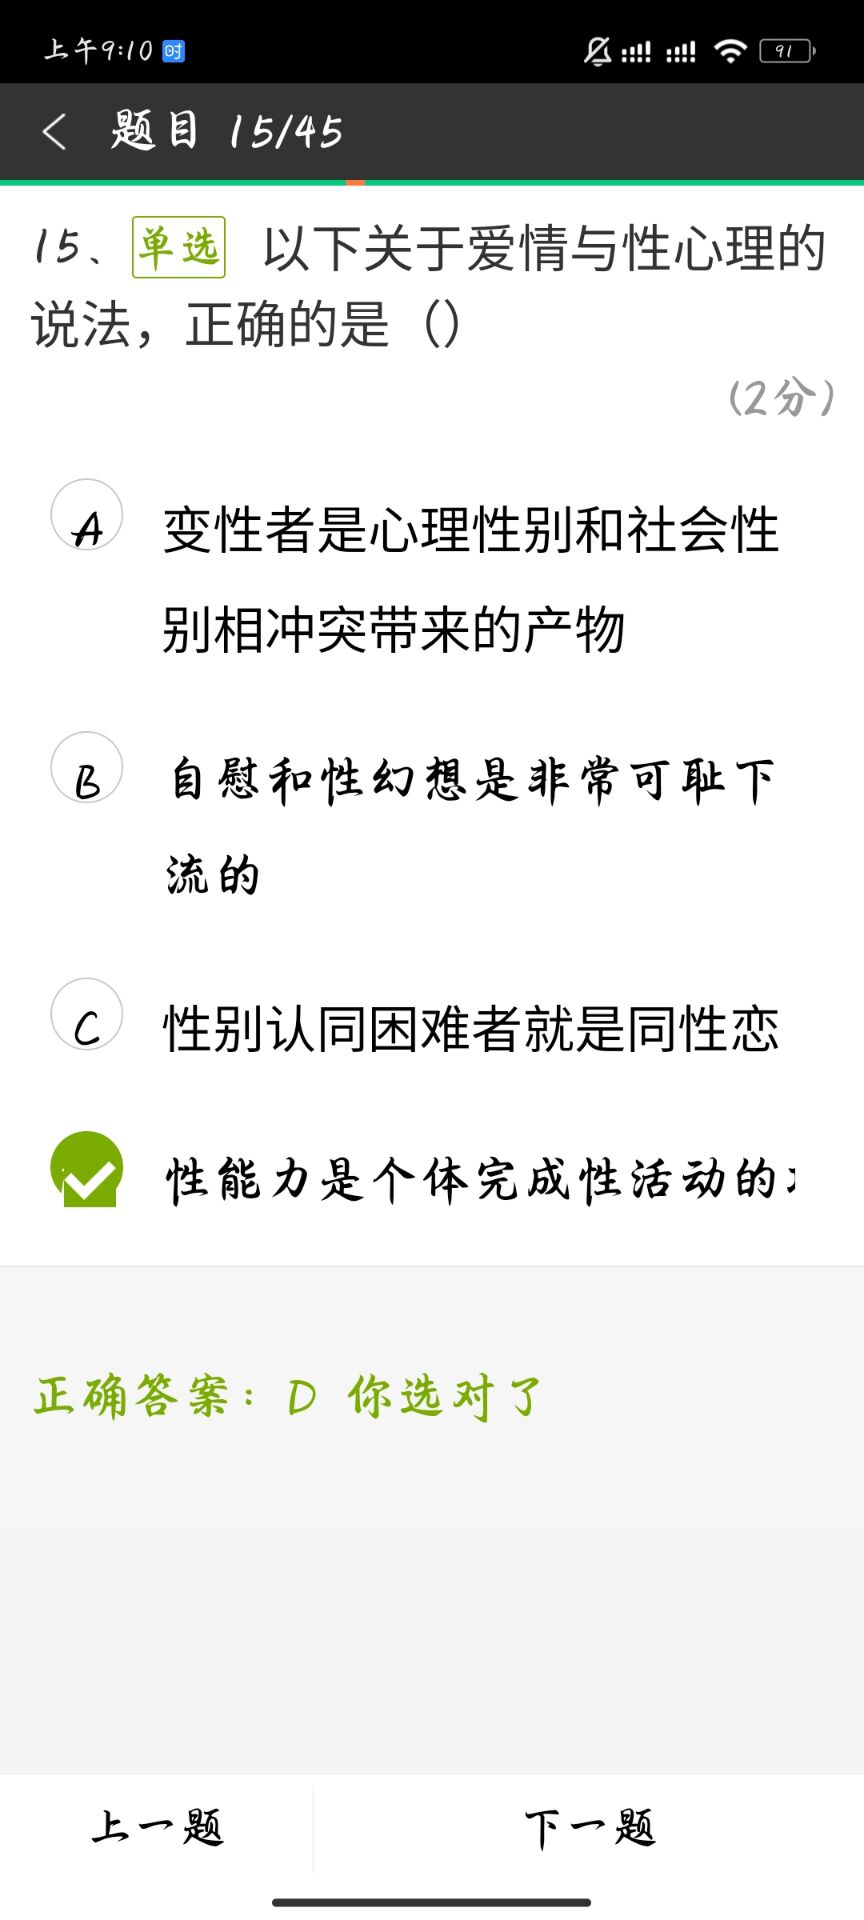 上午9:10 时
91
题目 15/45
15、单选 以下关于爱情与性心理的
说法，正确的是（）
(2分)
A 变性者是心理性别和社会性
别相冲突带来的产物
B 自慰和性幻想是非常可耻下
流的
C 性别认同困难者就是同性恋
性能力是个体完成性活动的
正确答案：D 你选对了
上一题 下一题